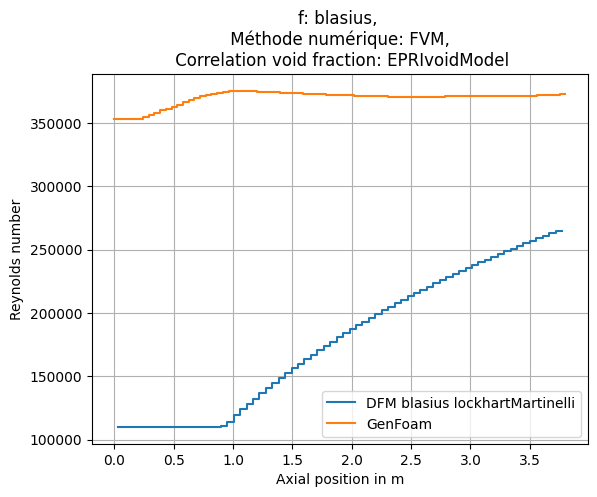 f: blasius,
Méthode numérique: FVM,
Correlation void fraction: EPRIvoidModel
Reynolds number
350000
300000
250000
200000
150000
100000
DFM blasius lockhartMartinelli
GenFoam
0.0 0.5 1.0 1.5 2.0 2.5 3.0 3.5
Axial position in m